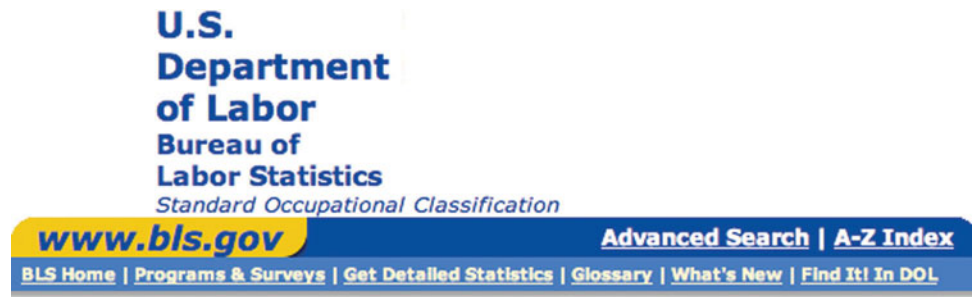 U.S.
Department
of Labor
Bureau of
Labor Statistics
Standard Occupational Classification
www.bls.gov Advanced Search | A-Z Index
BLS Home | Programs & Surveys | Get Detailed Statistics | Glossary | What's New | Find It! In DOL